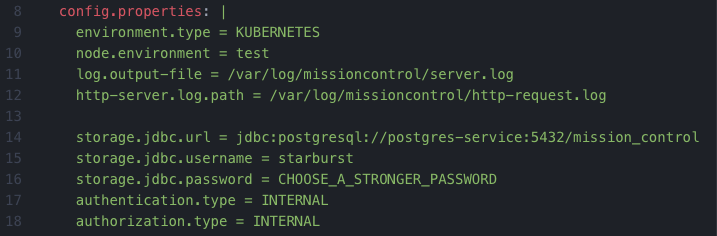 8 config.properties: |
9 environment.type = KUBERNETES
10 node.environment = test
11 log.output-file = /var/log/missioncontrol/server.log
12 http-server.log.path = /var/log/missioncontrol/http-request.log
13
14 storage.jdbc.url = jdbc:postgresql://postgres-service:5432/mission_control
15 storage.jdbc.username = starburst
16 storage.jdbc.password = CHOOSE_A_STRONGER_PASSWORD
17 authentication.type = INTERNAL
18 authorization.type = INTERNAL